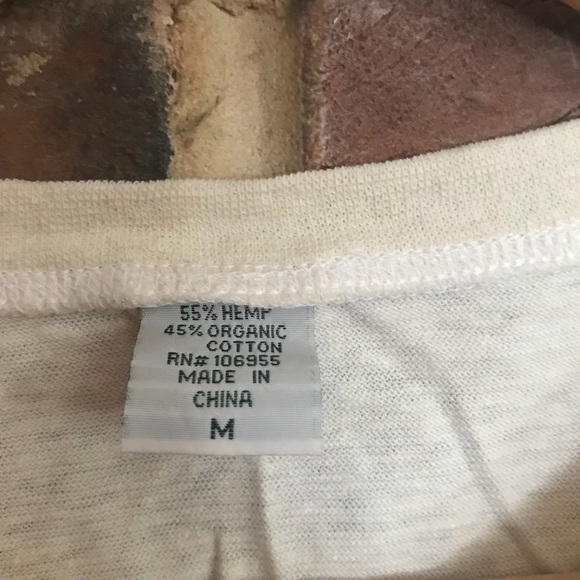 55% HEMP
45% ORGANIC
COTTON
RN# 106955
MADE IN
CHINA
M